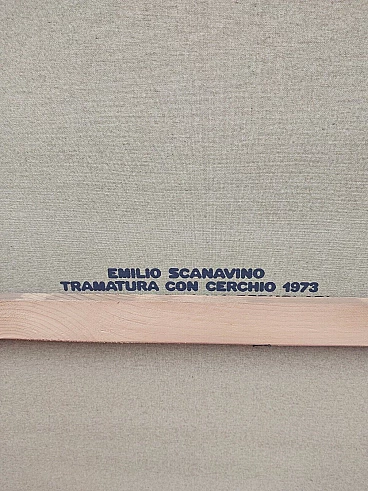 EMILIO SCANAVINO
TRAMATURA CON CERCHIO 1973